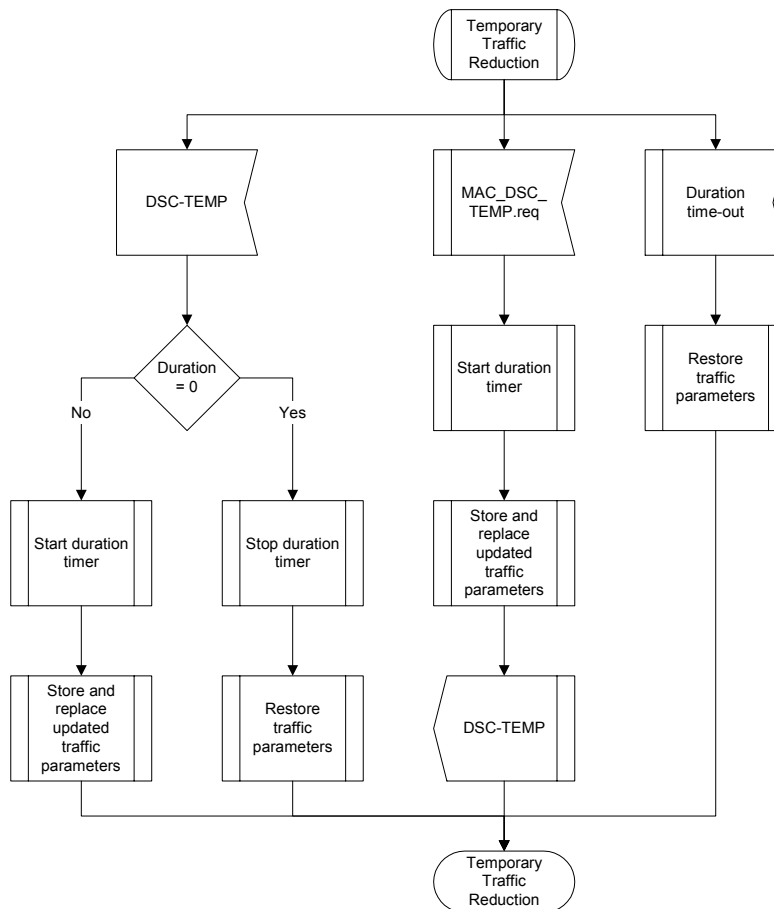 Temporary
Traffic
Reduction
DSC-TEMP
MAC_DSC_
TEMP.req
Duration
time-out
Duration
= 0
No
Yes
Start duration
timer
Restore
traffic
parameters
Start duration
timer
Stop duration
timer
Store and
replace
updated
traffic
parameters
Store and
replace
updated
traffic
parameters
Restore
traffic
parameters
DSC-TEMP
Temporary
Traffic
Reduction